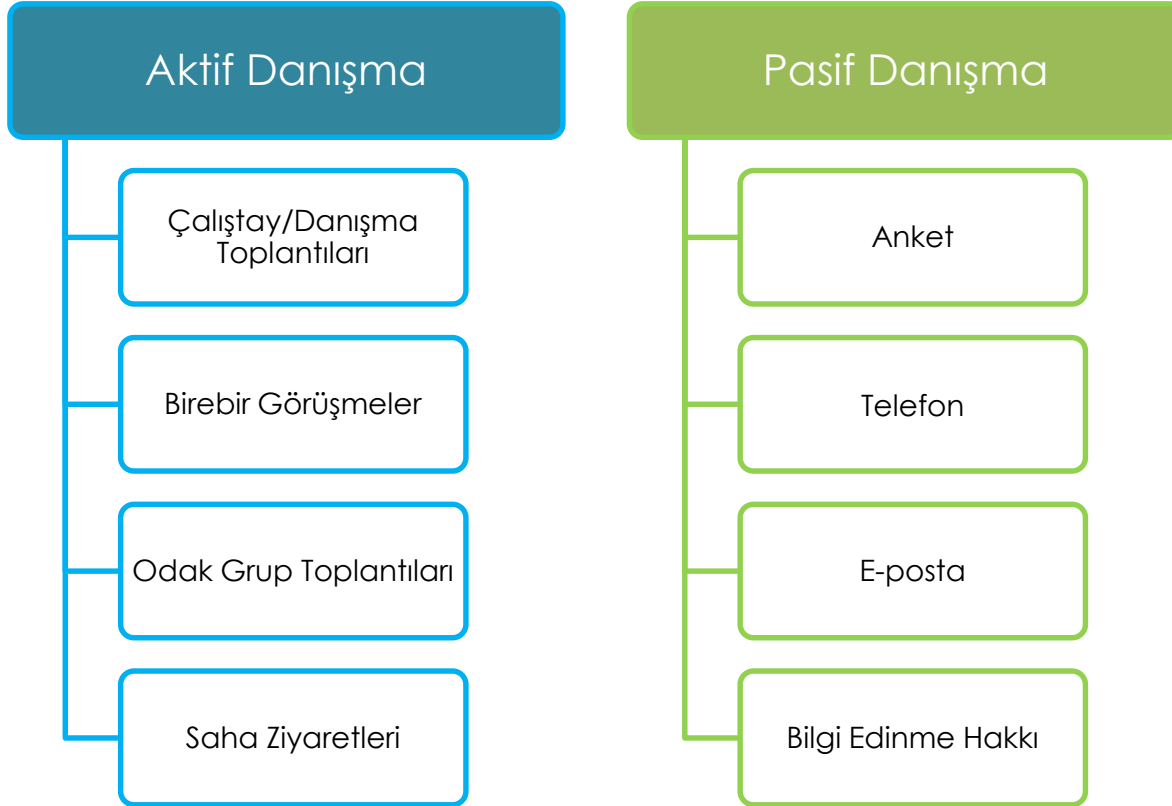 Aktif Danışma
Çalıştay/Danışma
Toplantıları
Birebir Görüşmeler
Odak Grup Toplantıları
Saha Ziyaretleri
Pasif Danışma
Anket
Telefon
E-posta
Bilgi Edinme Hakkı